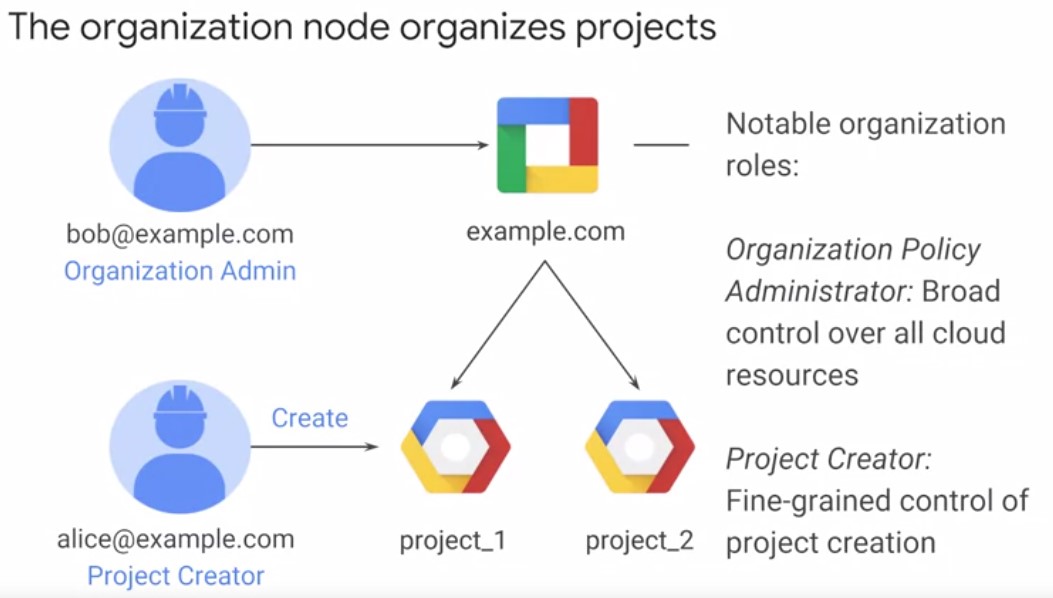 The organization node organizes projects
bob@example.com
Organization Admin
example.com
Notable organization
roles:
Organization Policy
Administrator: Broad
control over all cloud
resources
Create
alice@example.com
Project Creator
project_1
project_2
Project Creator:
Fine-grained control of
project creation